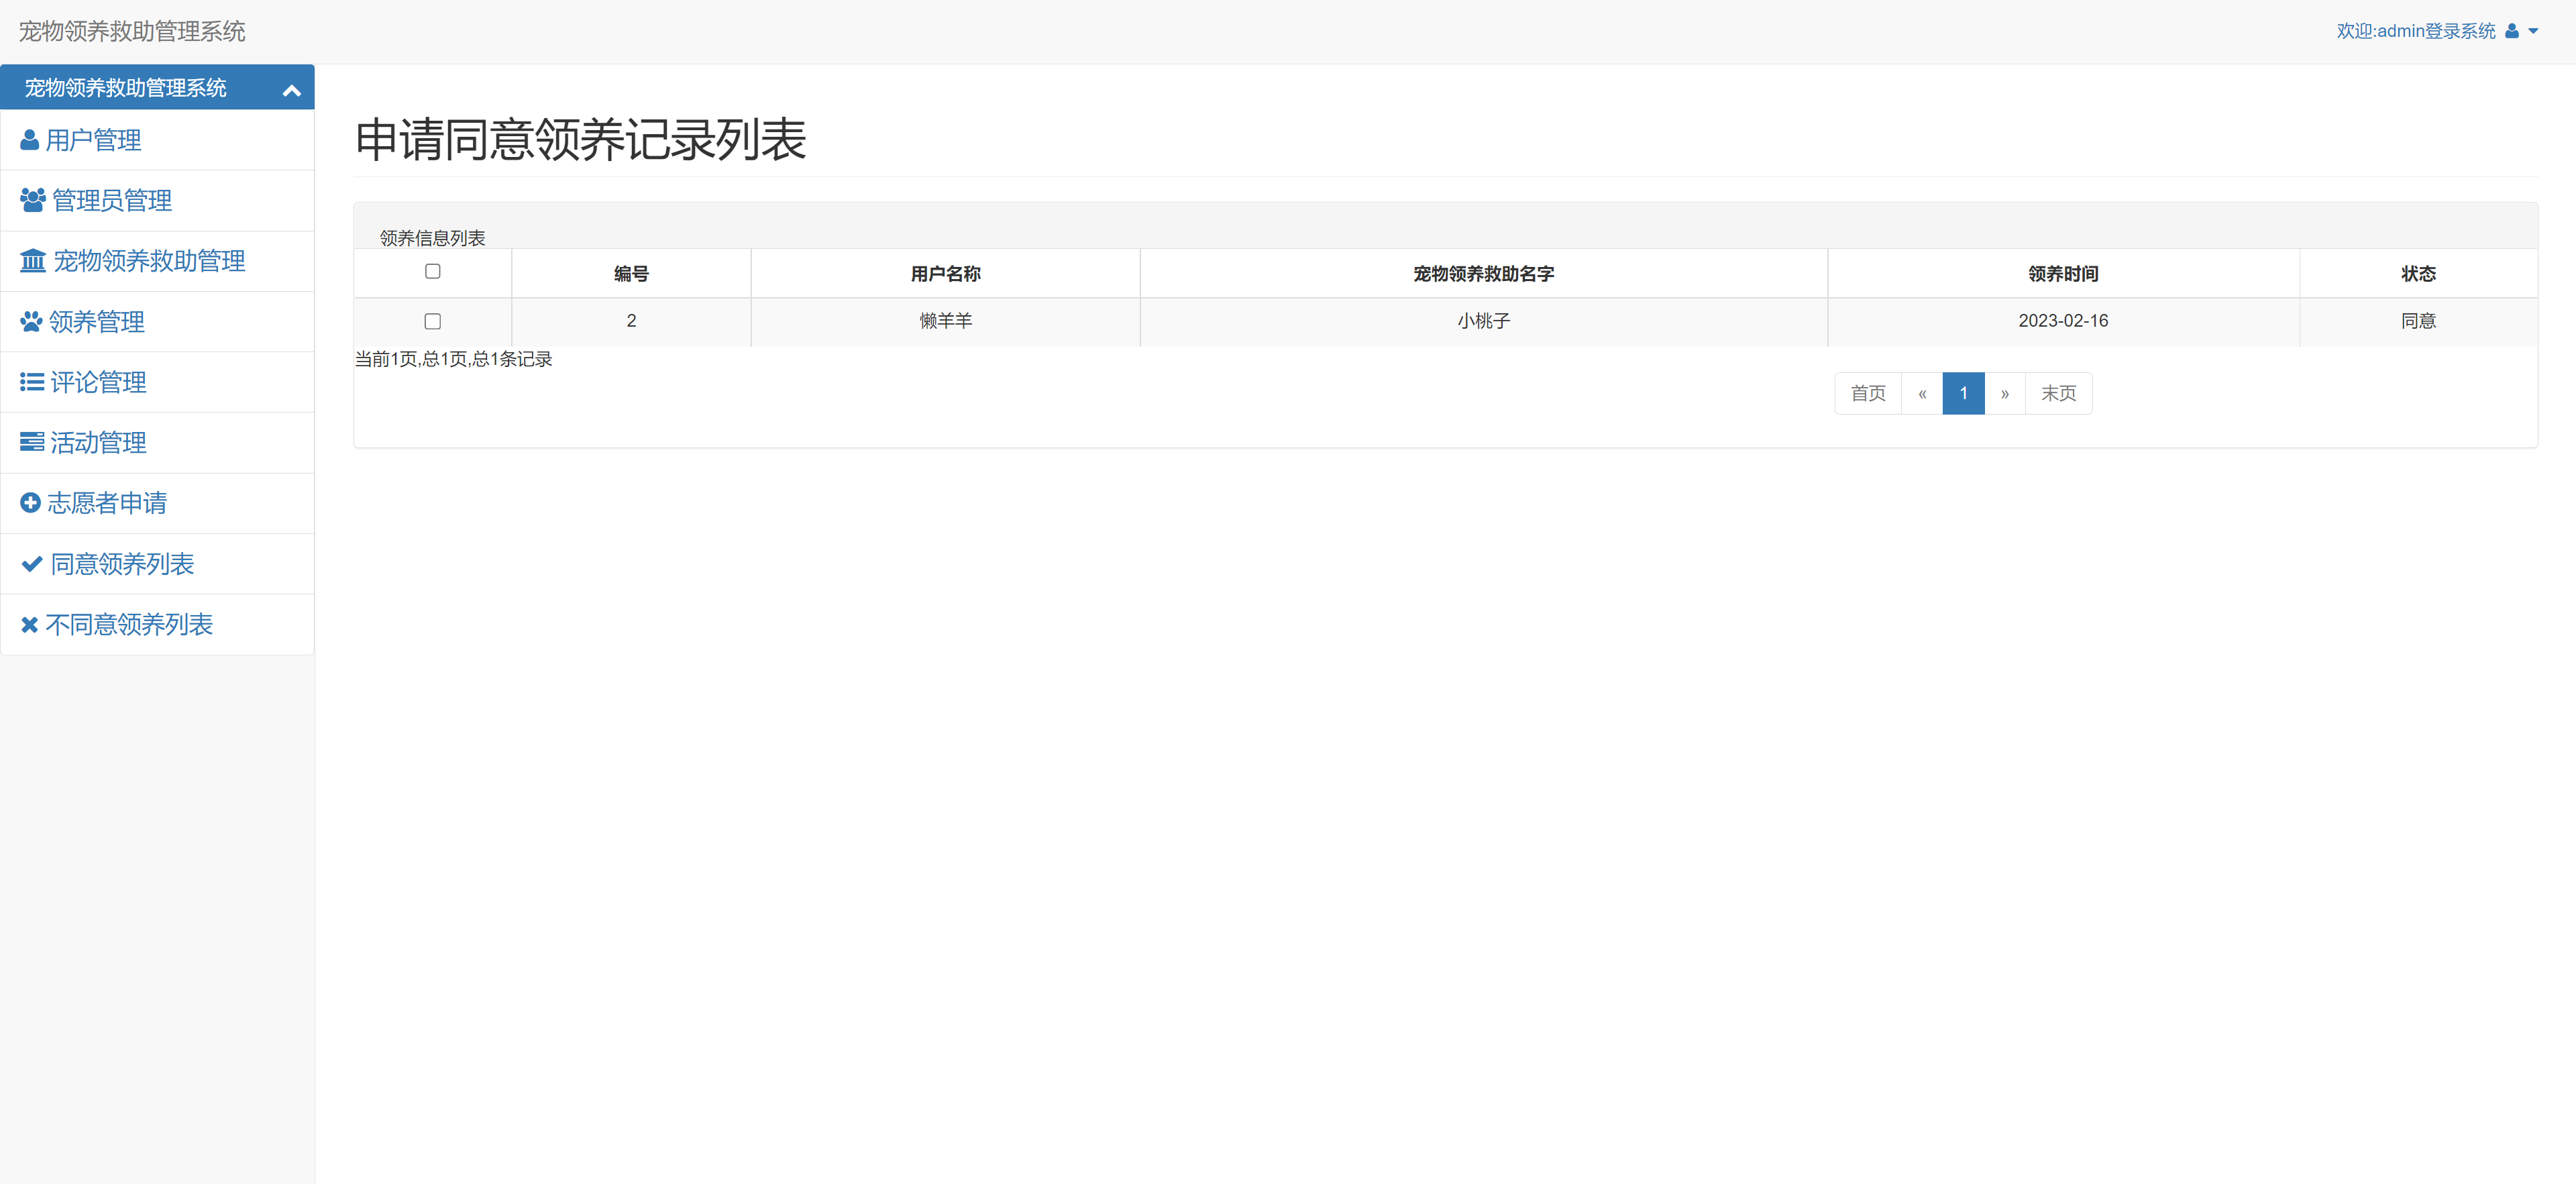 宠物领养救助管理系统
欢迎:admin登录系统
宠物领养救助管理系统
用户管理
管理员管理
宠物领养救助管理
领养管理
评论管理
活动管理
志愿者申请
同意领养列表
不同意领养列表
申请同意领养记录列表
领养信息列表
编号 用户名称 宠物领养救助名字 领养时间 状态
2 懒羊羊 小桃子 2023-02-16 同意
当前1页,总1页,总1条记录
首页 « 1 » 末页